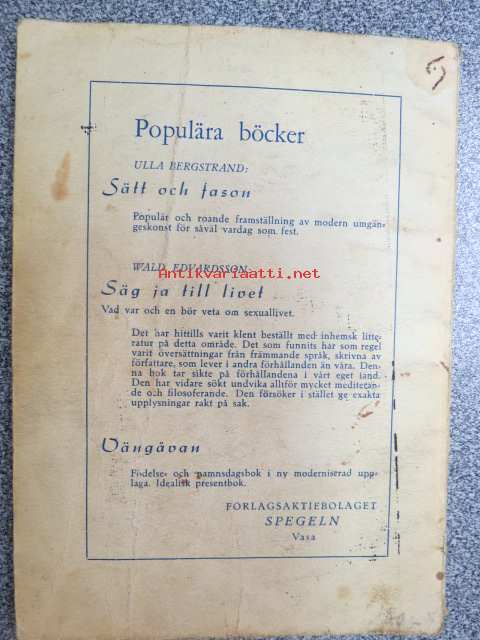 Populära böcker
ULLA BERGSTRAND:
Sätt och fason
Populär och roande framställning av modern umgän-
geskonst för såväl vardag som fest.
WALD. EDVARDSSON:
Antikvariaatti.net
Säg ja till livet
Vad var och en bör veta om sexuallivet.
Det har hittills varit klent beställt med inhemsk litte-
ratur på detta område. Det som funnits har som regel
varit översättningar från främmande språk, skrivna av
författare, som lever i andra förhållanden än våra. Den-
na bok tar sikte på förhållandena i vårt eget land.
Den har vidare sökt undvika alltför mycket meditetan-
de och filosoferande. Den försöker i stället ge exakta
upplysningar rakt på sak.
Vängåvan
Födelse- och namnsdagsbok i ny moderniserad upp-
laga. Idealisk presentbok.
FÖRLAGSAKTIEBOLAGET
SPEGELN
Vasa